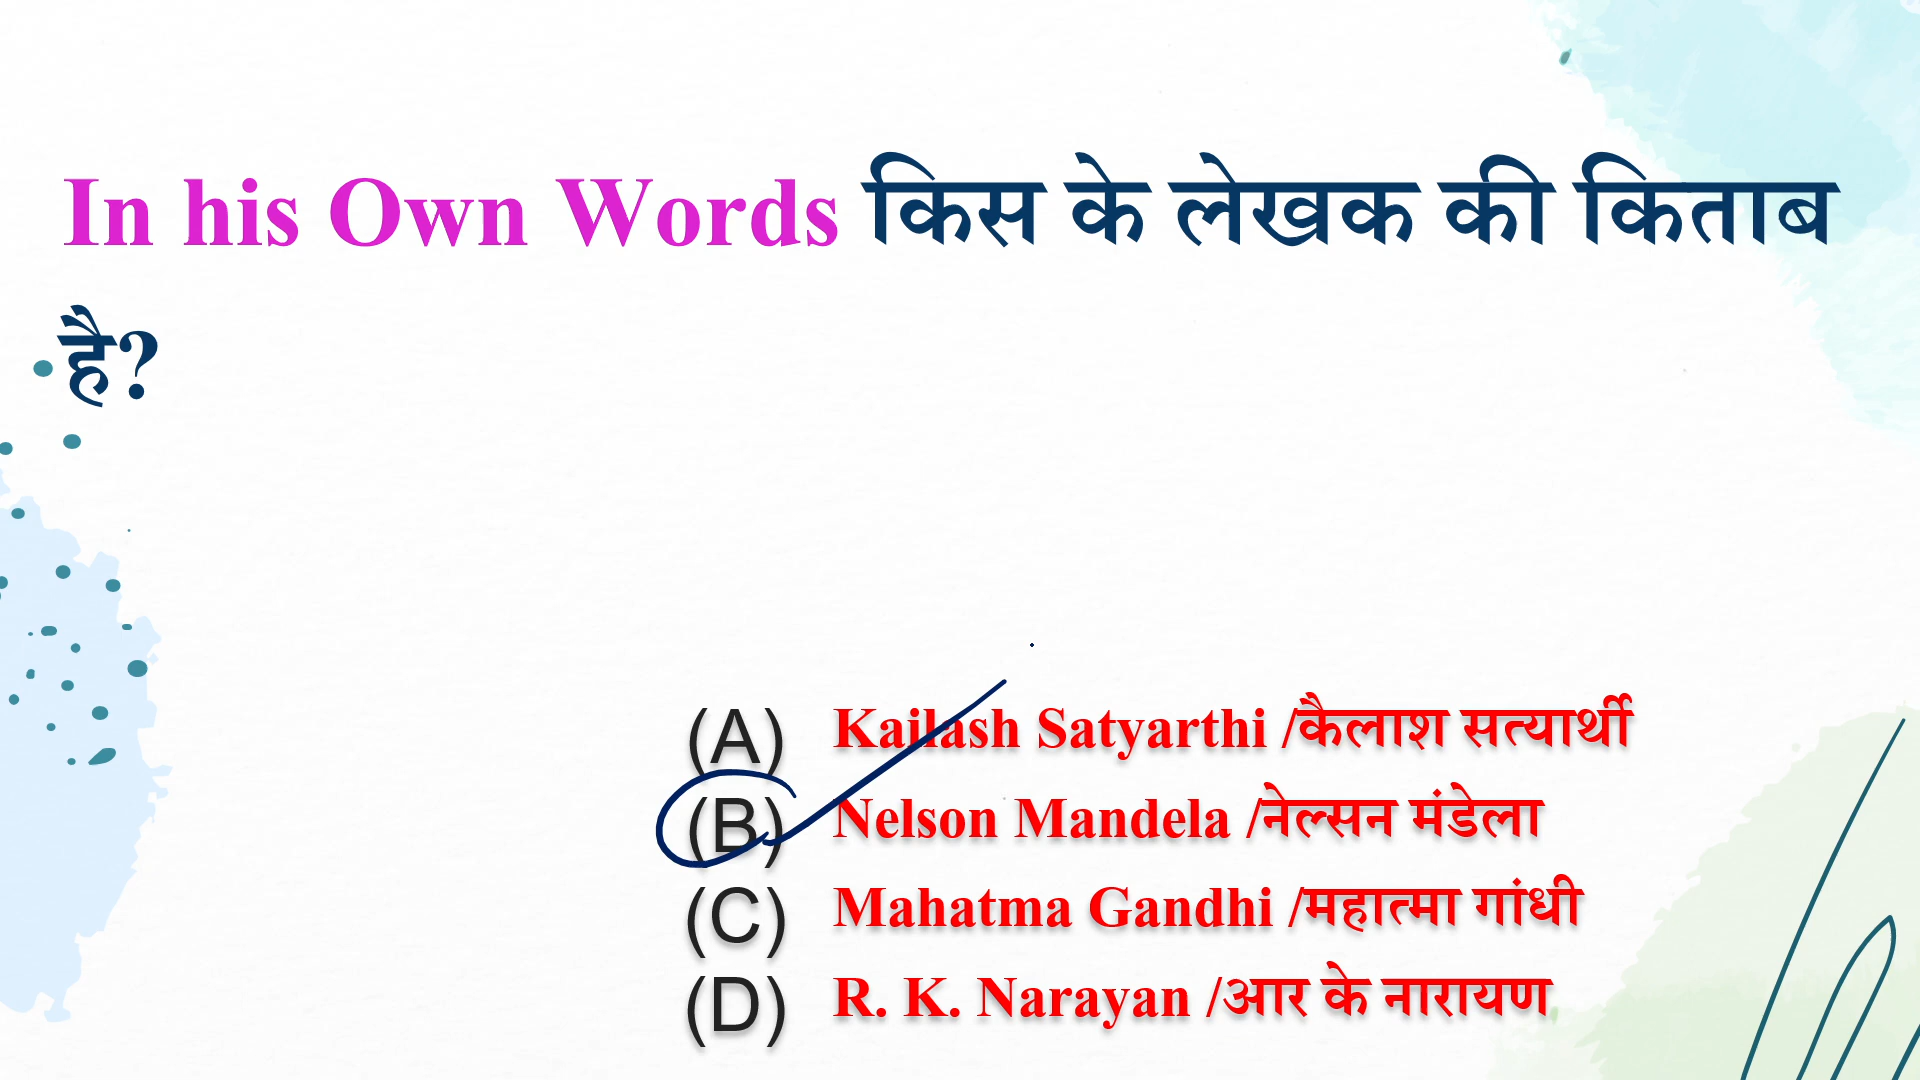 In his Own Words किस के लेखक की किताब
है?
(A) Kailash Satyarthi /कैलाश सत्यार्थी
(B) Nelson Mandela /नेल्सन मंडेला
(C) Mahatma Gandhi /महात्मा गांधी
(D) R. K. Narayan /आर के नारायण